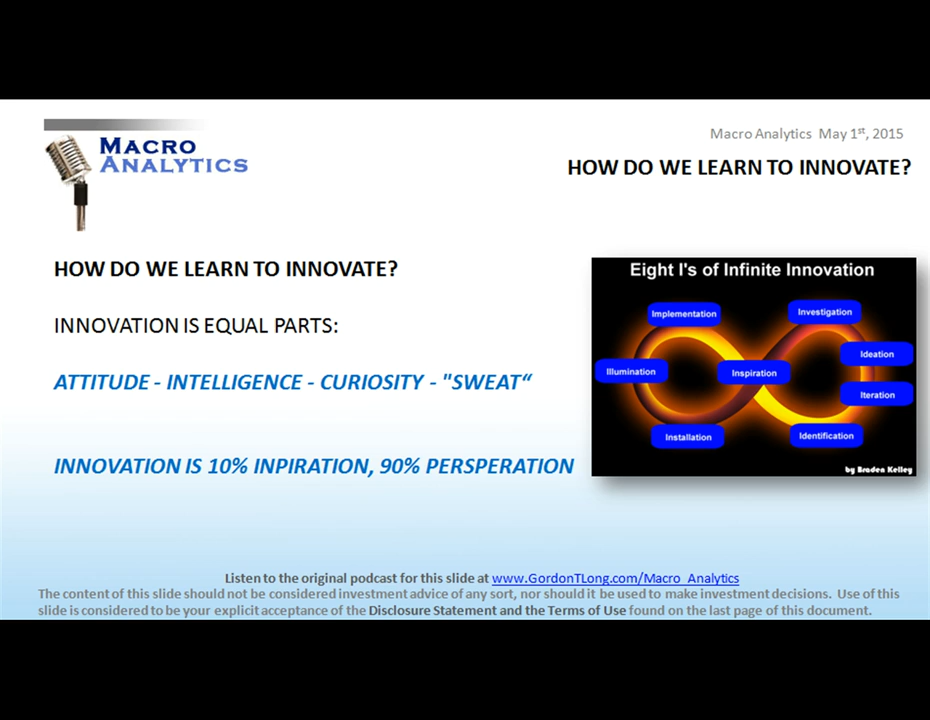 MACRO
ANALYTICS
Macro Analytics May 1st, 2015
HOW DO WE LEARN TO INNOVATE?
HOW DO WE LEARN TO INNOVATE?
INNOVATION IS EQUAL PARTS:
ATTITUDE - INTELLIGENCE - CURIOSITY - "SWEAT“
INNOVATION IS 10% INPIRATION, 90% PERSPERATION
Eight I's of Infinite Innovation
Implementation
Investigation
Ideation
Illumination
Inspiration
Iteration
Installation
Identification
by Braden Kelley
Listen to the original podcast for this slide at www.GordonTLong.com/Macro_Analytics
The content of this slide should not be considered investment advice of any sort, nor should it be used to make investment decisions. Use of this
slide is considered to be your explicit acceptance of the Disclosure Statement and the Terms of Use found on the last page of this document.